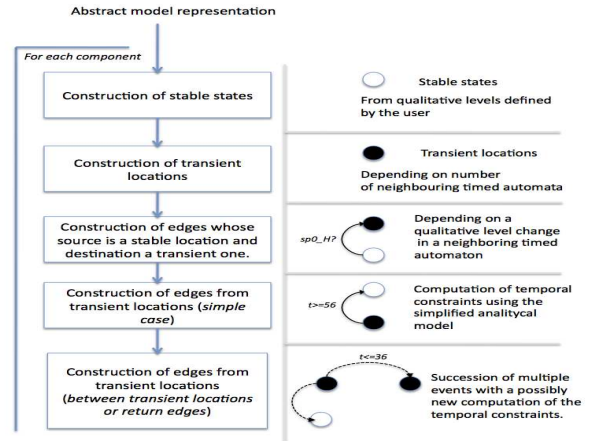 Abstract model representation
For each component
Construction of stable states
Stable states
From qualitative levels defined
by the user
Construction of transient
locations
Transient locations
Depending on number
of neighbouring timed automata
Construction of edges whose
source is a stable location and
destination a transient one.
sp0_H?
Depending on a
qualitative level change
in a neighboring timed
automaton
Construction of edges from
transient locations (simple
case)
t>=56
Computation of temporal
constraints using the
simplified analitycal
model
Construction of edges from
transient locations
(between transient locations
or return edges)
t<=36
Succession of multiple
events with a possibly
new computation of the
temporal constraints.